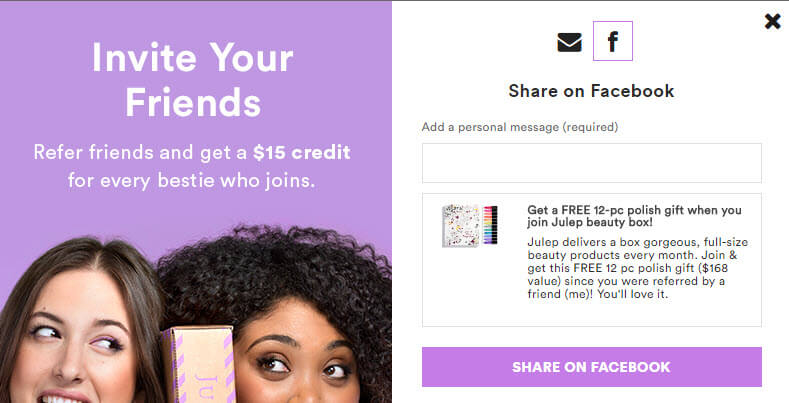 Invite Your
Friends
Refer friends and get a $15 credit
for every bestie who joins.
Ju
f
Share on Facebook
Add a personal message (required)
Get a FREE 12-pc polish gift when you
join Julep beauty box!
Julep delivers a box gorgeous, full-size
beauty products every month. Join &
get this FREE 12 pc polish gift ($168
value) since you were referred by a
friend (me)! You'll love it.
SHARE ON FACEBOOK